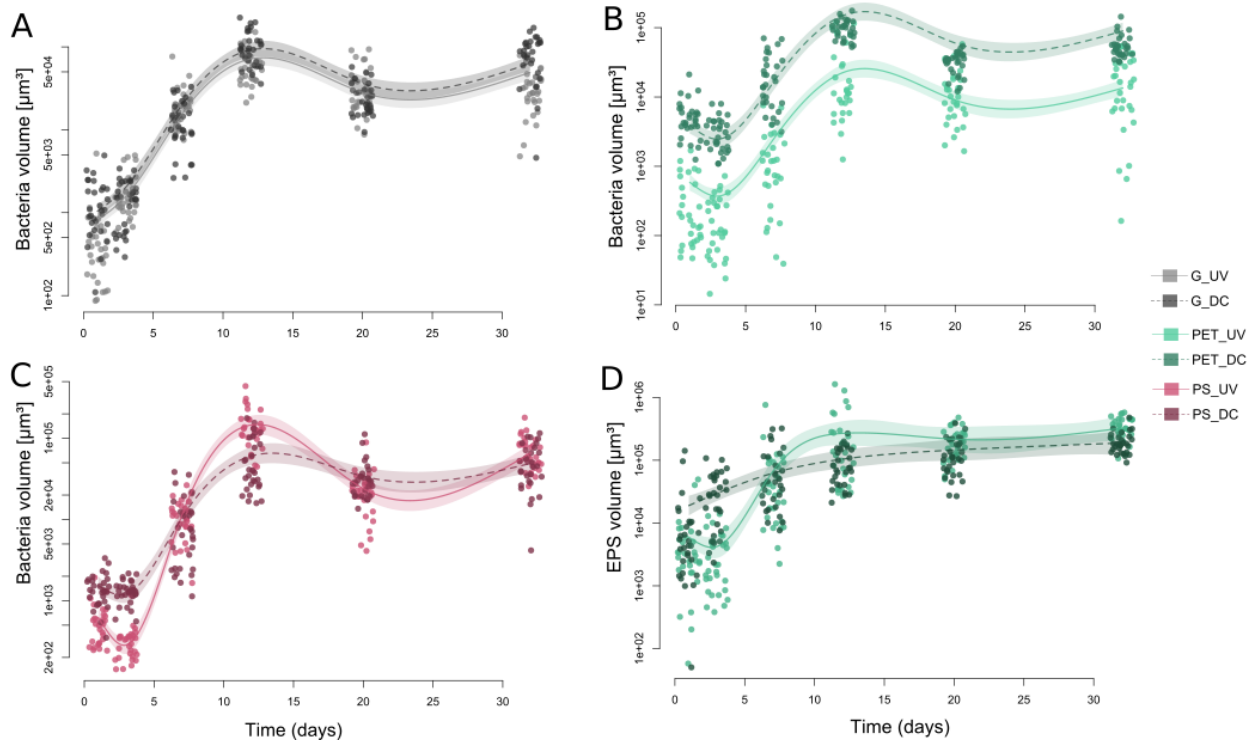 A
Bacteria volume [µm³]
5e+04
5e+03
5e+02
1e+02
0 5 10 15 20 25 30
B
Bacteria volume [µm³]
1e+05
1e+04
1e+03
1e+02
1e+01
0 5 10 15 20 25 30
G_UV
G_DC
PET_UV
PET_DC
PS_UV
PS_DC
C
Bacteria volume [µm³]
5e+05
1e+05
2e+04
5e+03
1e+03
2e+02
0 5 10 15 20 25 30
Time (days)
D
EPS volume [µm³]
1e+06
1e+05
1e+04
1e+03
1e+02
0 5 10 15 20 25 30
Time (days)